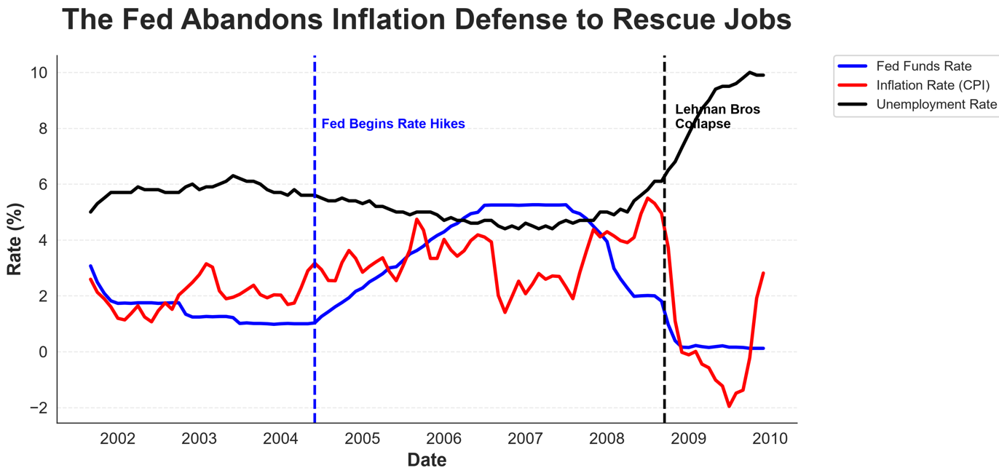 The Fed Abandons Inflation Defense to Rescue Jobs
Fed Funds Rate
Inflation Rate (CPI)
Unemployment Rate
Lehman Bros
Collapse
Fed Begins Rate Hikes
Rate (%)
10
8
6
4
2
0
−2
2002
2003
2004
2005
2006
2007
2008
2009
2010
Date